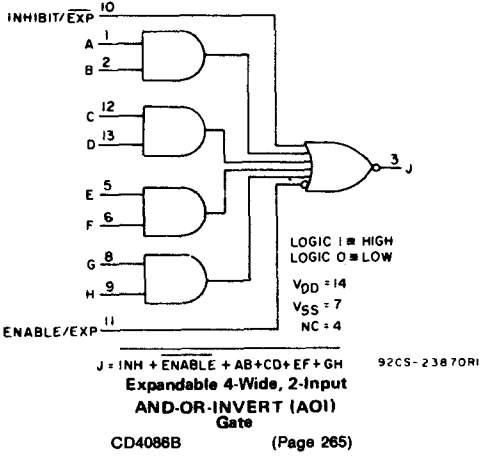 INHIBIT/EXP 10
A 1
B 2
C 12
D 13
3 J
E 5
F 6
G 8
H 9
LOGIC 1 ≡ HIGH
LOGIC 0 ≡ LOW
VDD = 14
VSS = 7
NC = 4
ENABLE/EXP 11
J = INH + ENABLE + AB+CD+EF+GH
92CS-23870R1
Expandable 4-Wide, 2-Input
AND-OR-INVERT (AOI)
Gate
CD4086B (Page 265)